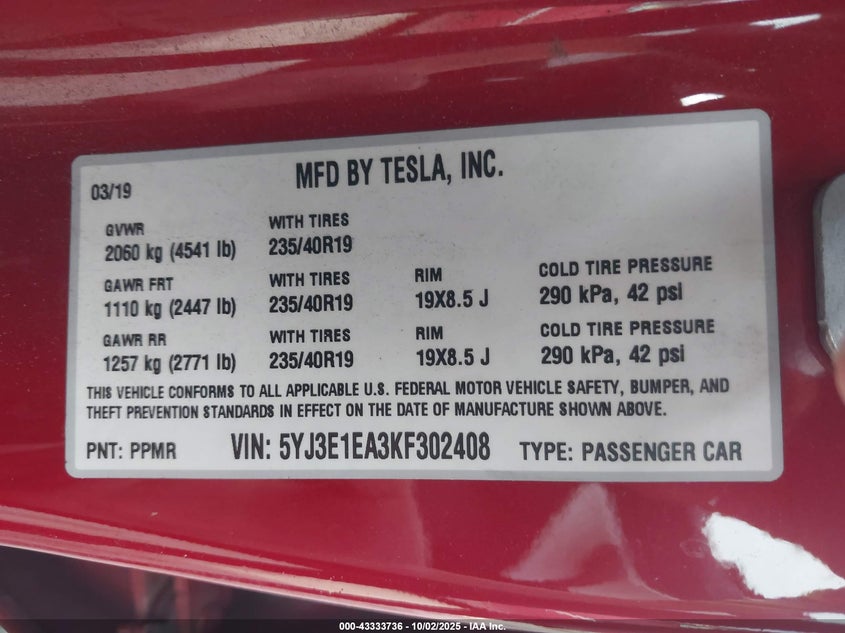 MFD BY TESLA, INC.
03/19
GVWR WITH TIRES
2060 kg (4541 lb) 235/40R19
GAWR FRT WITH TIRES RIM COLD TIRE PRESSURE
1110 kg (2447 lb) 235/40R19 19X8.5 J 290 kPa, 42 psi
GAWR RR WITH TIRES RIM COLD TIRE PRESSURE
1257 kg (2771 lb) 235/40R19 19X8.5 J 290 kPa, 42 psi
THIS VEHICLE CONFORMS TO ALL APPLICABLE U.S. FEDERAL MOTOR VEHICLE SAFETY, BUMPER, AND
THEFT PREVENTION STANDARDS IN EFFECT ON THE DATE OF MANUFACTURE SHOWN ABOVE.
PNT: PPMR VIN: 5YJ3E1EA3KF302408 TYPE: PASSENGER CAR
000-43333736 - 10/02/2025 - IAA Inc.